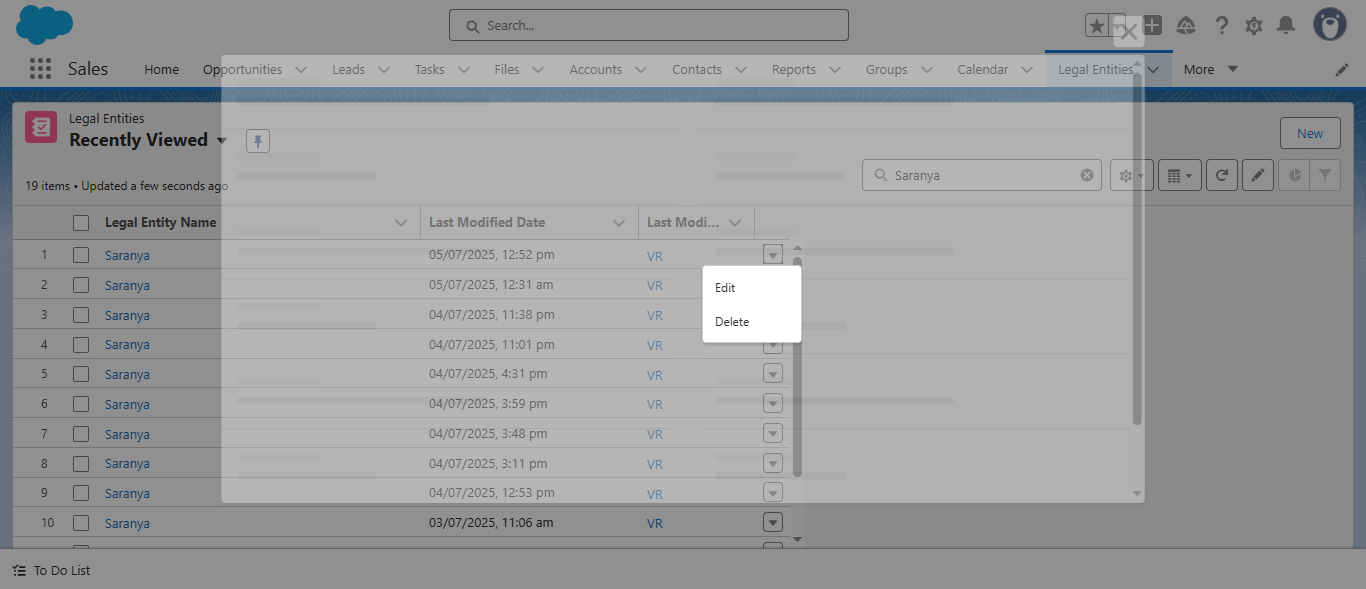 Search...
Sales Home Opportunities Leads Tasks Files Accounts Contacts Reports Groups Calendar Legal Entities More
Legal Entities
Recently Viewed
New
19 items • Updated a few seconds ago
Saranya
Legal Entity Name Last Modified Date Last Modi...
1 Saranya 05/07/2025, 12:52 pm VR
2 Saranya 05/07/2025, 12:31 am VR
3 Saranya 04/07/2025, 11:38 pm VR
4 Saranya 04/07/2025, 11:01 pm VR
5 Saranya 04/07/2025, 4:31 pm VR
6 Saranya 04/07/2025, 3:59 pm VR
7 Saranya 04/07/2025, 3:48 pm VR
8 Saranya 04/07/2025, 3:11 pm VR
9 Saranya 04/07/2025, 12:53 pm VR
10 Saranya 03/07/2025, 11:06 am VR
Edit
Delete
To Do List